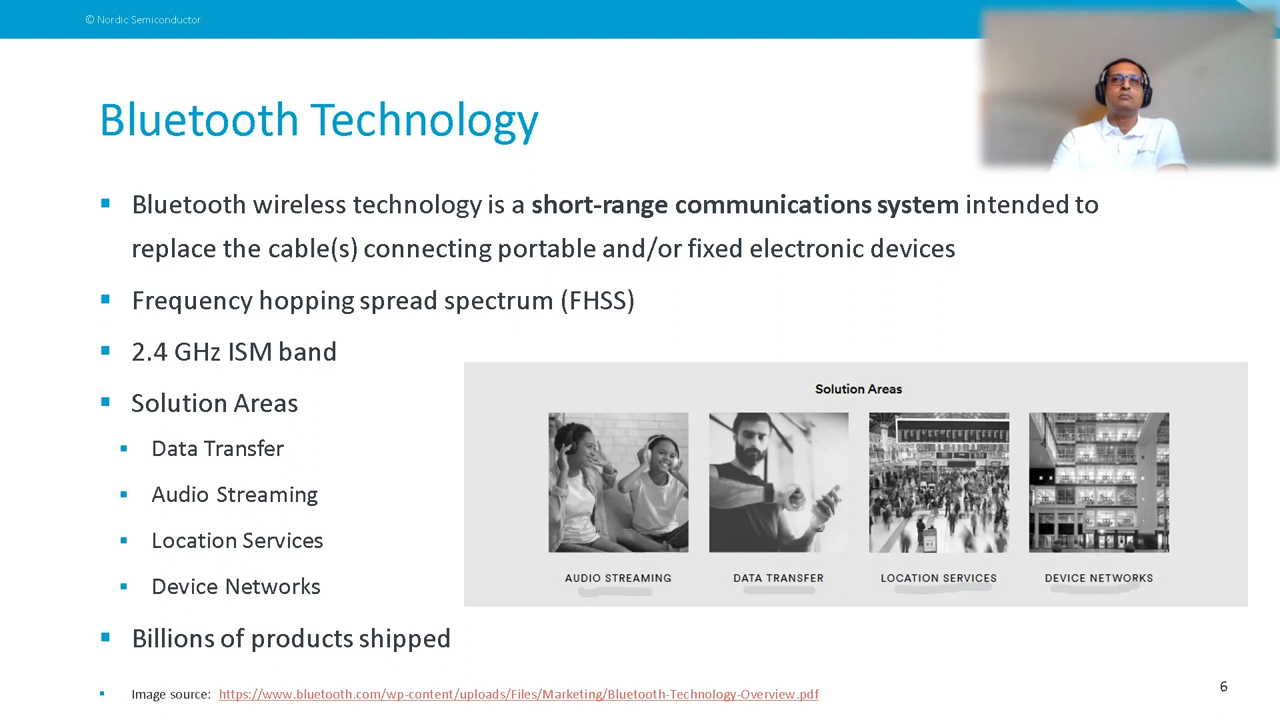 © Nordic Semiconductor
Bluetooth Technology
Bluetooth wireless technology is a short-range communications system intended to
replace the cable(s) connecting portable and/or fixed electronic devices
Frequency hopping spread spectrum (FHSS)
2.4 GHz ISM band
Solution Areas
Data Transfer
Audio Streaming
Location Services
Device Networks
Solution Areas
AUDIO STREAMING
DATA TRANSFER
LOCATION SERVICES
DEVICE NETWORKS
Billions of products shipped
Image source: https://www.bluetooth.com/wp-content/uploads/Files/Marketing/Bluetooth-Technology-Overview.pdf
6